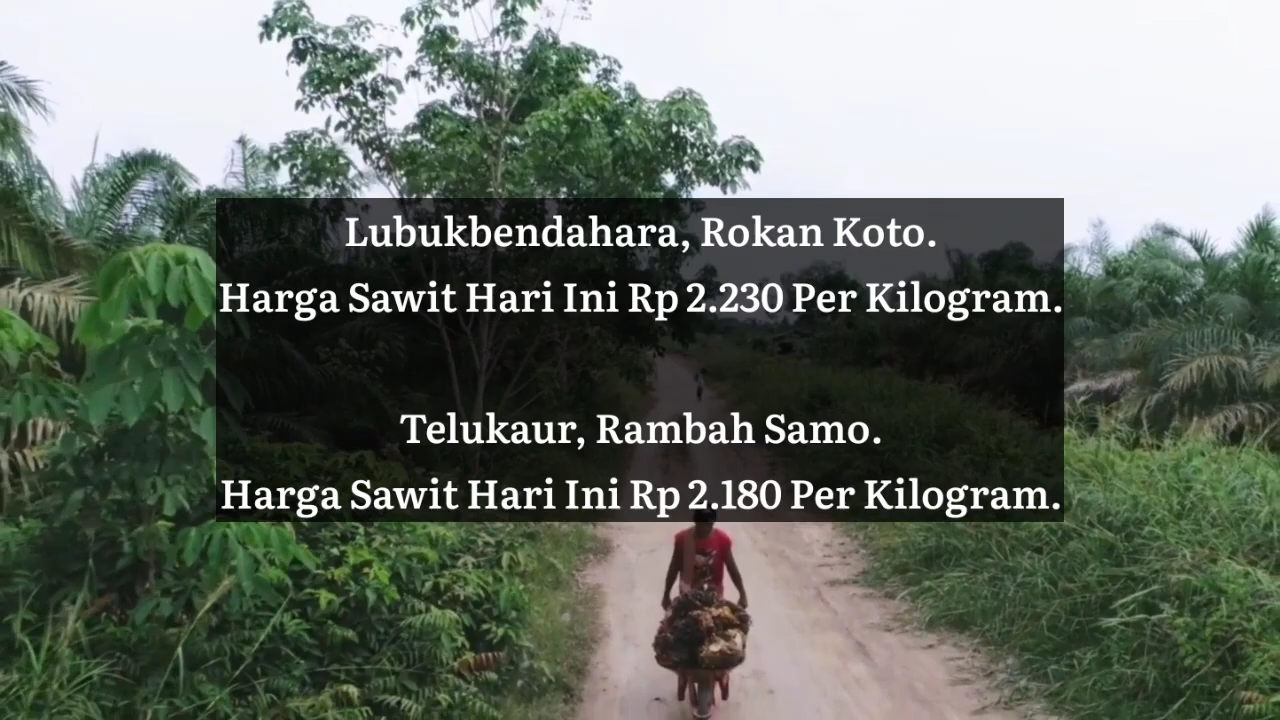 Lubukbendahara, Rokan Koto.
Harga Sawit Hari Ini Rp 2.230 Per Kilogram.
Telukaur, Rambah Samo.
Harga Sawit Hari Ini Rp 2.180 Per Kilogram.